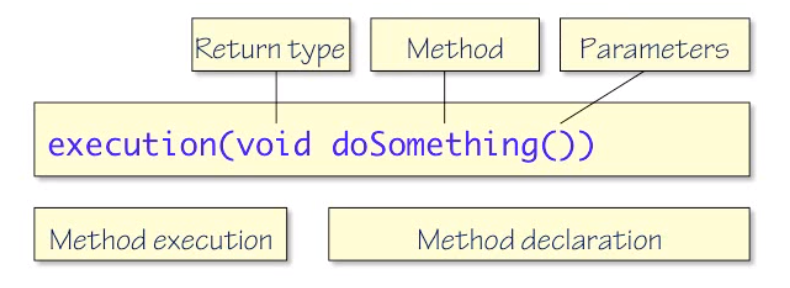 Return type
Method
Parameters
execution(void doSomething())
Method execution
Method declaration